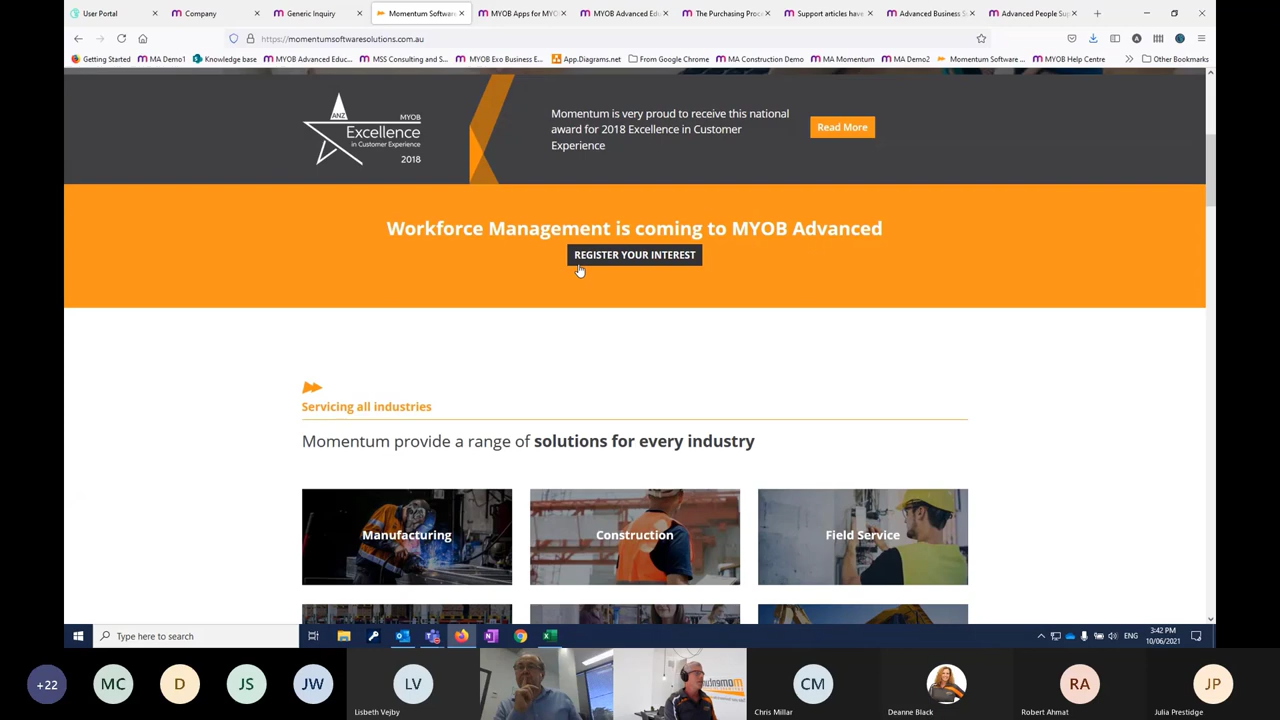 User Portal
Company
Generic Inquiry
Momentum Softwar
MYOB Apps for MYO
MYOB Advanced Edu
The Purchasing Proc
Support articles have
Advanced Business S
Advanced People Sup
https://momentumsoftwaresolutions.com.au
Getting Started
MA Demo1
Knowledge base
MYOB Advanced Educ...
MSS Consulting and S...
MYOB Exo Business E...
App.Diagrams.net
From Google Chrome
MA Construction Demo
MA Momentum
MA Demo2
Momentum Software ...
MYOB Help Centre
Other Bookmarks
ANZ
MYOB
Excellence
in Customer Experience
2018
Momentum is very proud to receive this national
award for 2018 Excellence in Customer
Experience
Read More
Workforce Management is coming to MYOB Advanced
REGISTER YOUR INTEREST
Servicing all industries
Momentum provide a range of solutions for every industry
Manufacturing
Construction
Field Service
Type here to search
ENG
3:42 PM
10/06/2021
+22
MC
D
JS
JW
LV
Lisbeth Vejby
momentum
CM
Chris Millar
Deanne Black
RA
Robert Ahmat
JP
Julia Prestidge